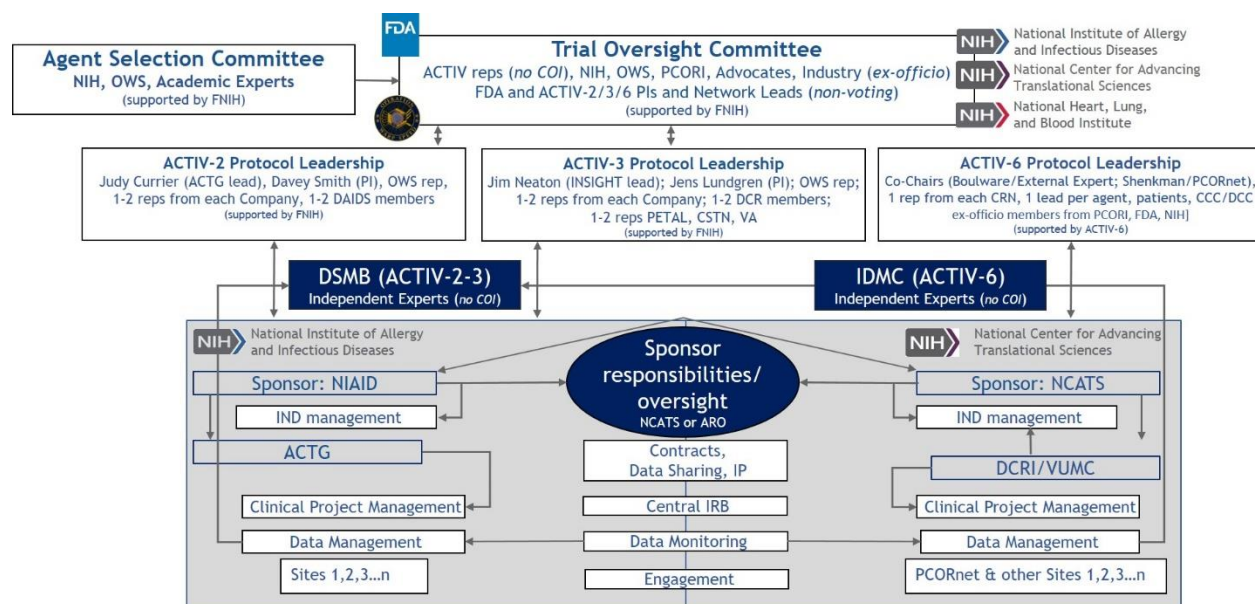 Agent Selection Committee
NIH, OWS, Academic Experts
(supported by FNIH)
FDA
Trial Oversight Committee
ACTIV reps (no COI), NIH, OWS, PCORI, Advocates, Industry (ex-officio)
FDA and ACTIV-2/3/6 PIs and Network Leads (non-voting)
(supported by FNIH)
NIH
National Institute of Allergy
and Infectious Diseases
NIH
National Center for Advancing
Translational Sciences
NIH
National Heart, Lung,
and Blood Institute
ACTIV-2 Protocol Leadership
Judy Currier (ACTG lead), Davey Smith (PI), OWS rep,
1-2 reps from each Company, 1-2 DAIDS members
(supported by FNIH)
ACTIV-3 Protocol Leadership
Jim Neaton (INSIGHT lead); Jens Lundgren (PI); OWS rep;
1-2 reps from each Company; 1-2 DCR members;
1-2 reps PETAL, CSTN, VA
(supported by FNIH)
ACTIV-6 Protocol Leadership
Co-Chairs (Boulware/External Expert; Shenkman/PCORnet),
1 rep from each CRN, 1 lead per agent, patients, CCC/DCC
ex-officio members from PCORI, FDA, NIH]
(supported by ACTIV-6)
DSMB (ACTIV-2-3)
Independent Experts (no COI)
IDMC (ACTIV-6)
Independent Experts (no COI)
NIH
National Institute of Allergy
and Infectious Diseases
NIH
National Center for Advancing
Translational Sciences
Sponsor
responsibilities/
oversight
NCATS or ARO
Sponsor: NIAID
Sponsor: NCATS
IND management
IND management
ACTG
Contracts,
Data Sharing, IP
DCRI/VUMC
Clinical Project Management
Central IRB
Clinical Project Management
Data Management
Data Monitoring
Data Management
Sites 1,2,3...n
Engagement
PCORnet & other Sites 1,2,3...n